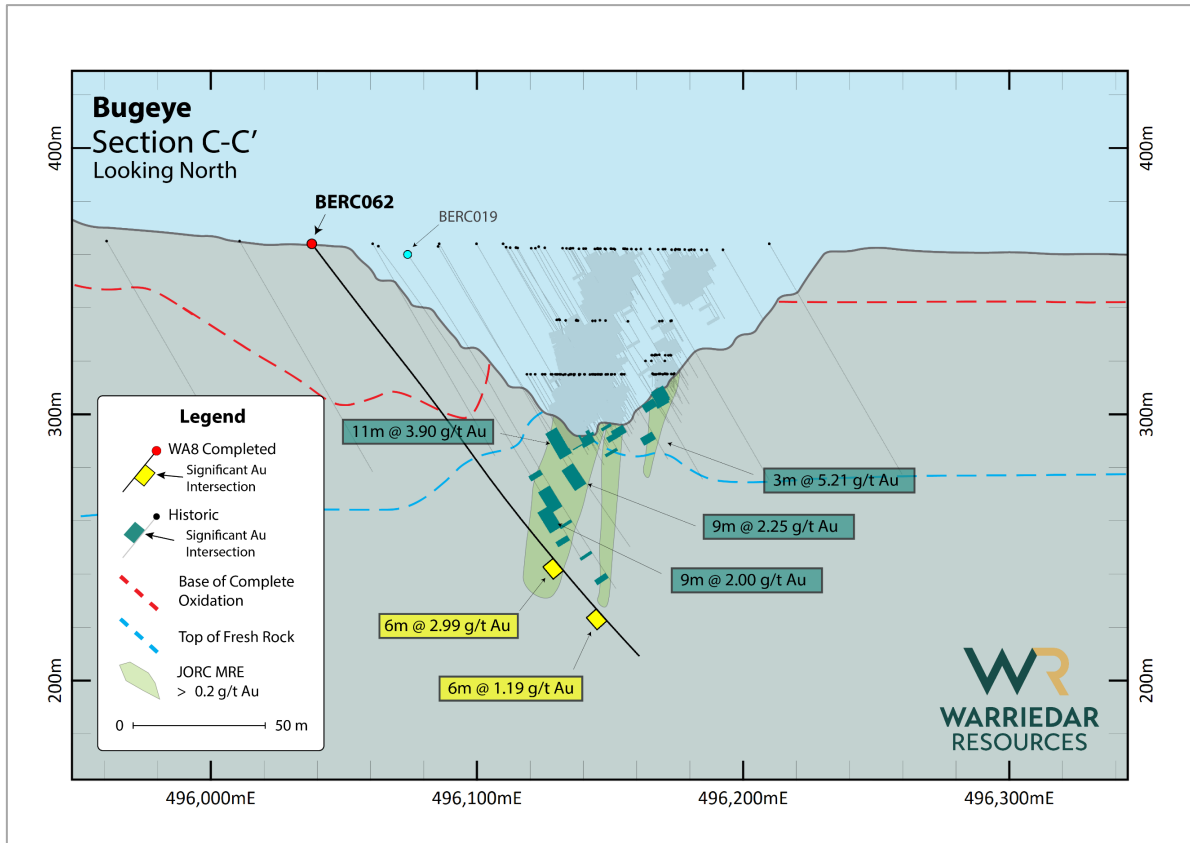 Bugeye
Section C-C’
Looking North
400m
400m
BERC062
BERC019
300m
300m
11m @ 3.90 g/t Au
3m @ 5.21 g/t Au
9m @ 2.25 g/t Au
9m @ 2.00 g/t Au
6m @ 2.99 g/t Au
6m @ 1.19 g/t Au
200m
200m
Legend
WA8 Completed
Significant Au
Intersection
Historic
Significant Au
Intersection
Base of Complete
Oxidation
Top of Fresh Rock
JORC MRE
> 0.2 g/t Au
0 50 m
WR
WARRIEDAR
RESOURCES
496,000mE
496,100mE
496,200mE
496,300mE